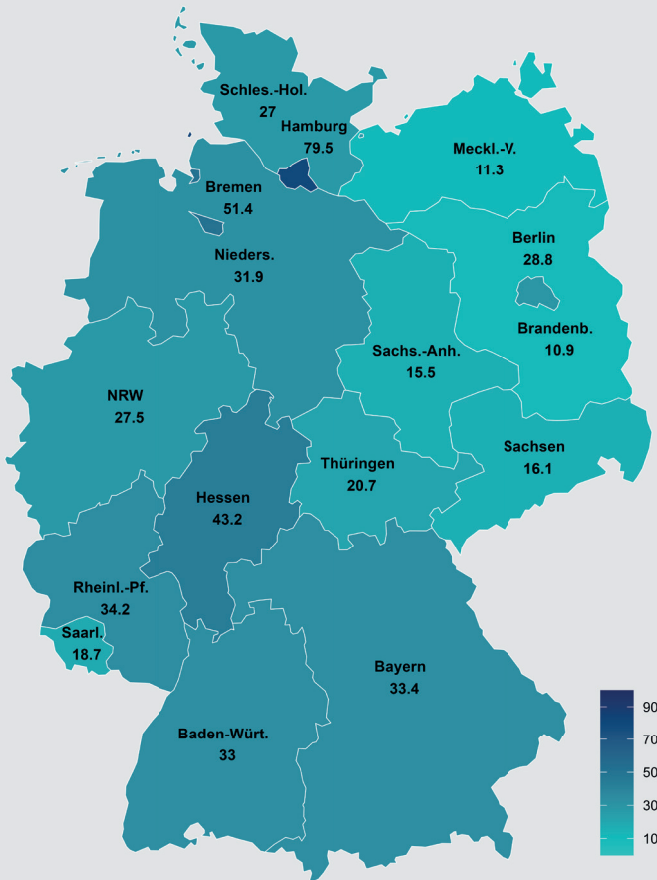 Schles.-Hol.
27
Hamburg
79.5
Meckl.-V.
11.3
Bremen
51.4
Berlin
28.8
Nieders.
31.9
Brandenb.
10.9
Sachs.-Anh.
15.5
NRW
27.5
Sachsen
16.1
Thüringen
20.7
Hessen
43.2
Rheinl.-Pf.
34.2
Saarl.
18.7
Bayern
33.4
Baden-Würt.
33
90
70
50
30
10